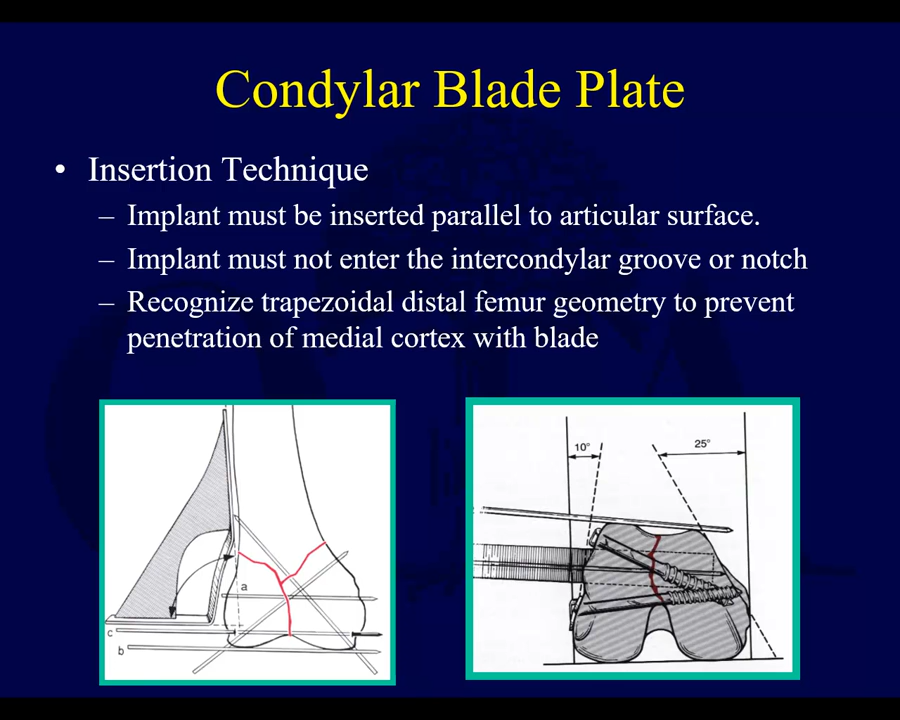 Condylar Blade Plate
• Insertion Technique
– Implant must be inserted parallel to articular surface.
– Implant must not enter the intercondylar groove or notch
– Recognize trapezoidal distal femur geometry to prevent
penetration of medial cortex with blade
a
c
b
10°
25°